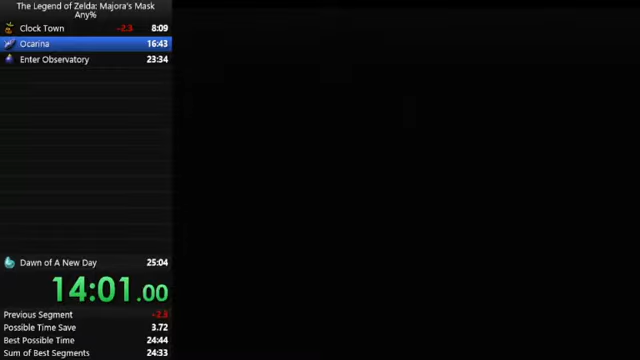 The Legend of Zelda: Majora's Mask
Any%
Clock Town -2.3 8:09
Ocarina 16:43
Enter Observatory 23:34
Dawn of A New Day 25:04
14:01.00
Previous Segment -2.3
Possible Time Save 3.72
Best Possible Time 24:44
Sum of Best Segments 24:33